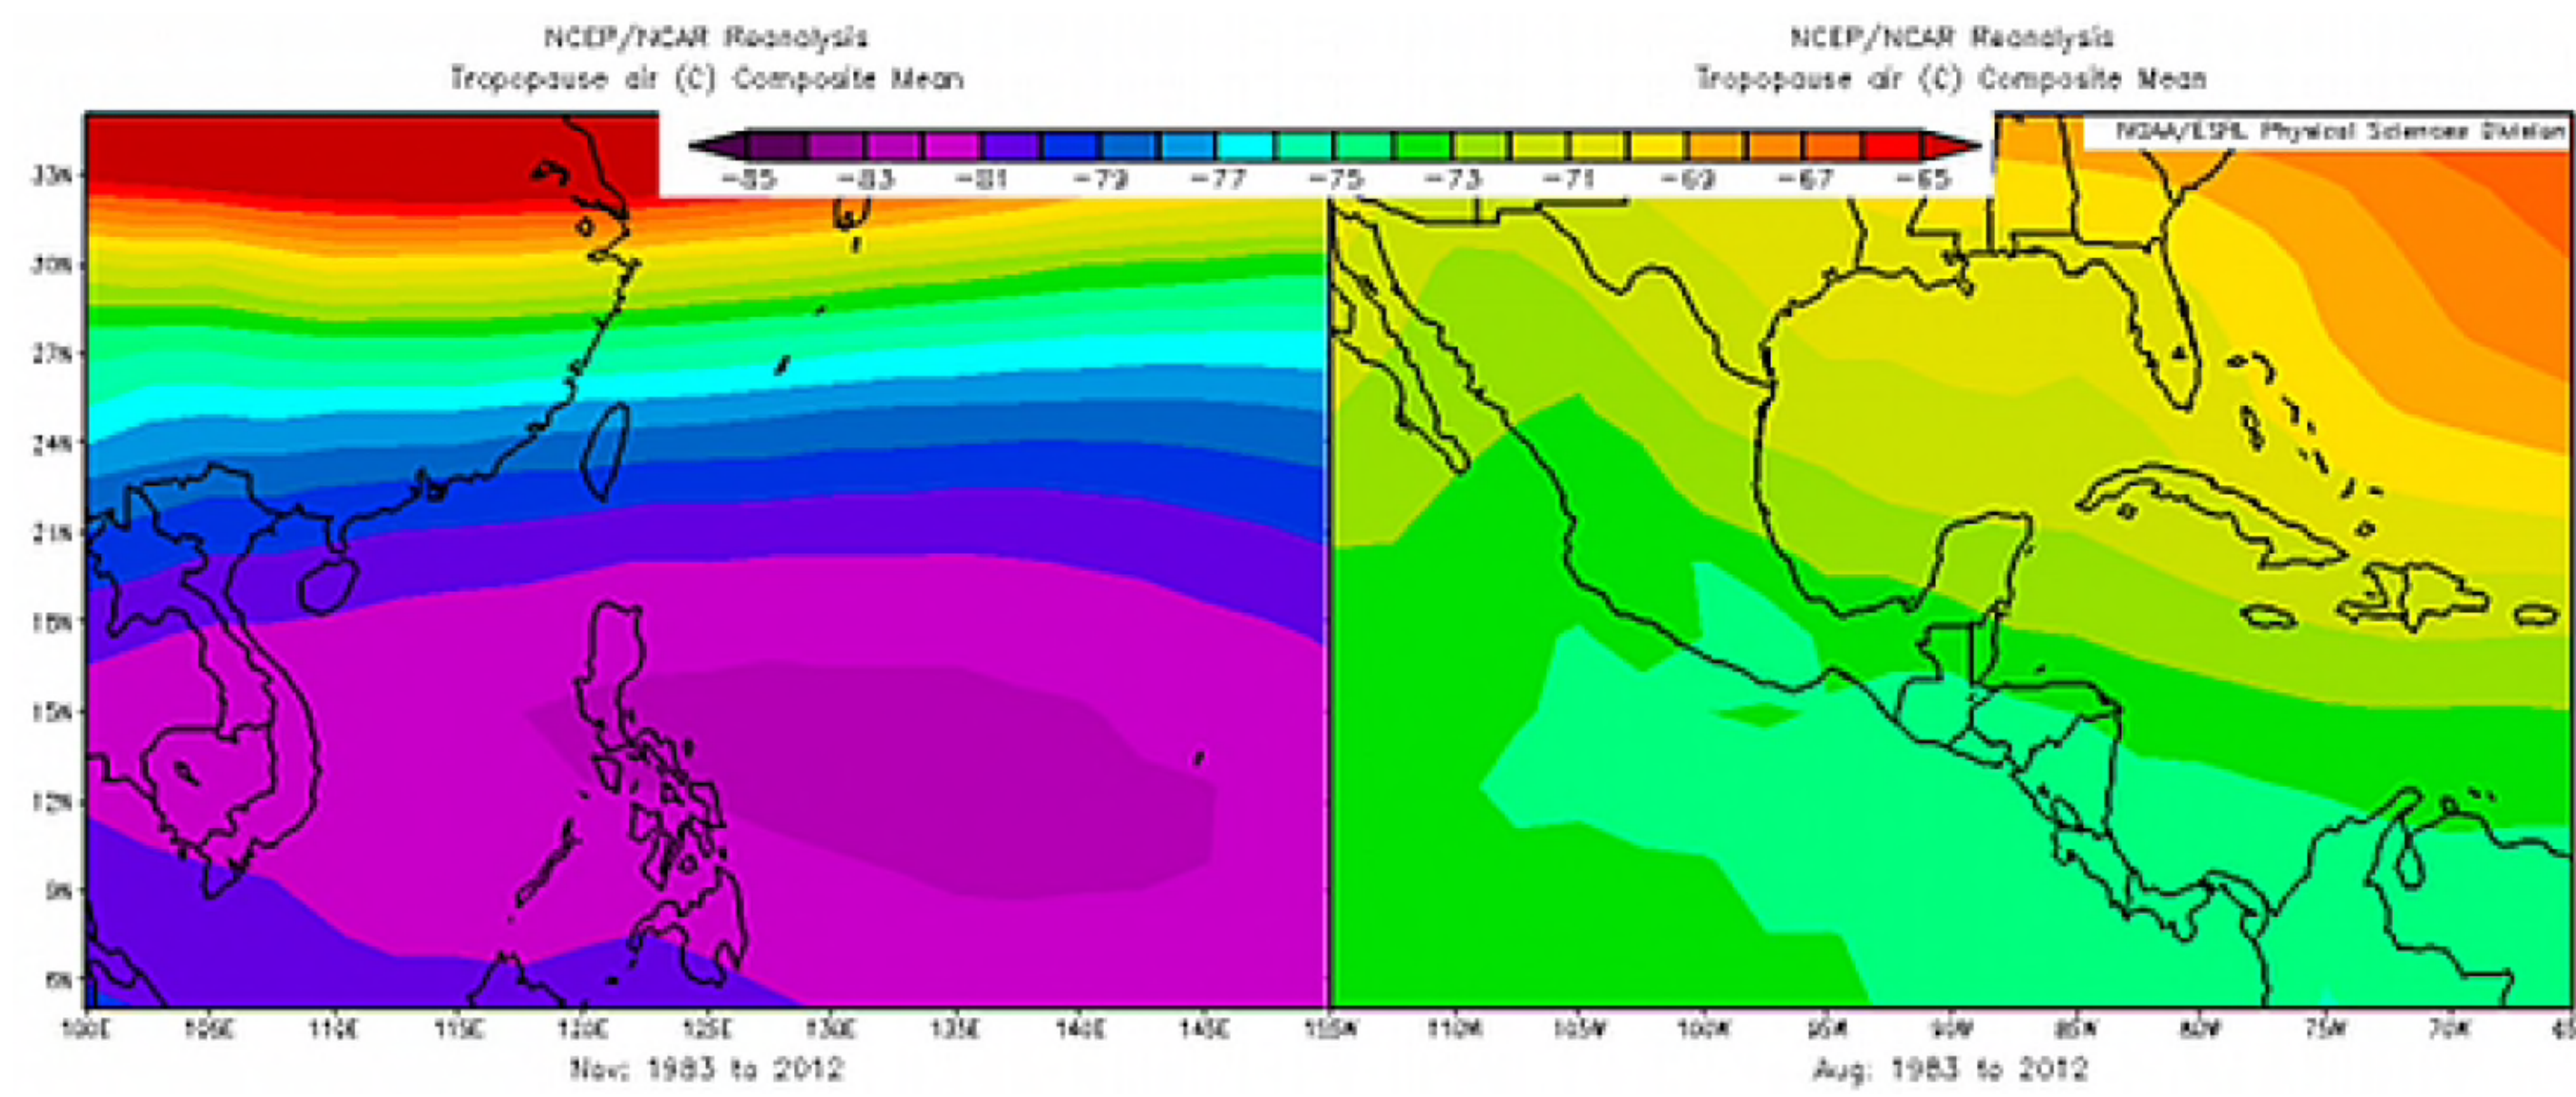 NCEP/NCAR Reanalysis
Tropopause air (C) Composite Mean
NCEP/NCAR Reanalysis
Tropopause air (C) Composite Mean
NOAA/ESRL Physical Sciences Division
-85 -83 -81 -79 -77 -75 -73 -71 -69 -67 -65
33N
30N
27N
24N
21N
18N
15N
12N
9N
6N
100E 105E 110E 115E 120E 125E 130E 135E 140E 145E 110W 105W 100W 95W 90W 85W 80W 75W 70W
Nov: 1983 to 2012
Aug: 1983 to 2012